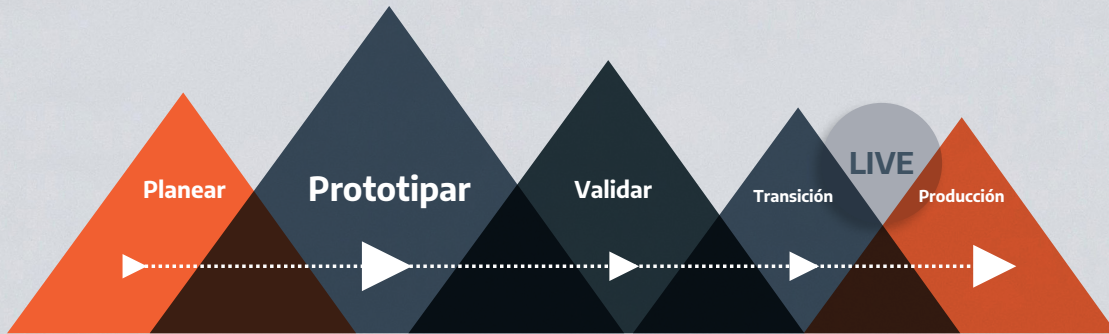 Planear
Prototipar
Validar
Transición
LIVE
Producción